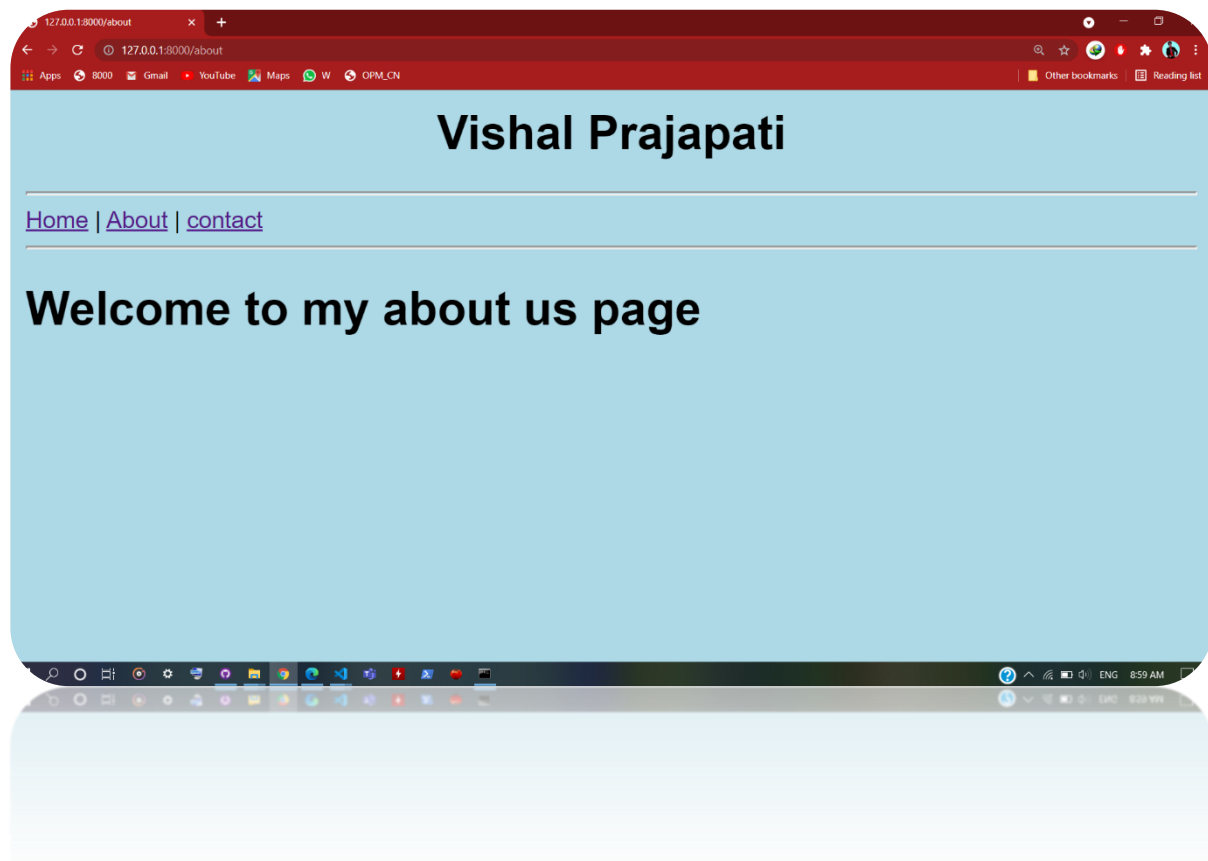 127.0.0.1:8000/about
127.0.0.1:8000/about
Apps 8000 Gmail YouTube Maps W OPM_CN Other bookmarks Reading list
Vishal Prajapati
Home | About | contact
Welcome to my about us page
ENG 8:59 AM